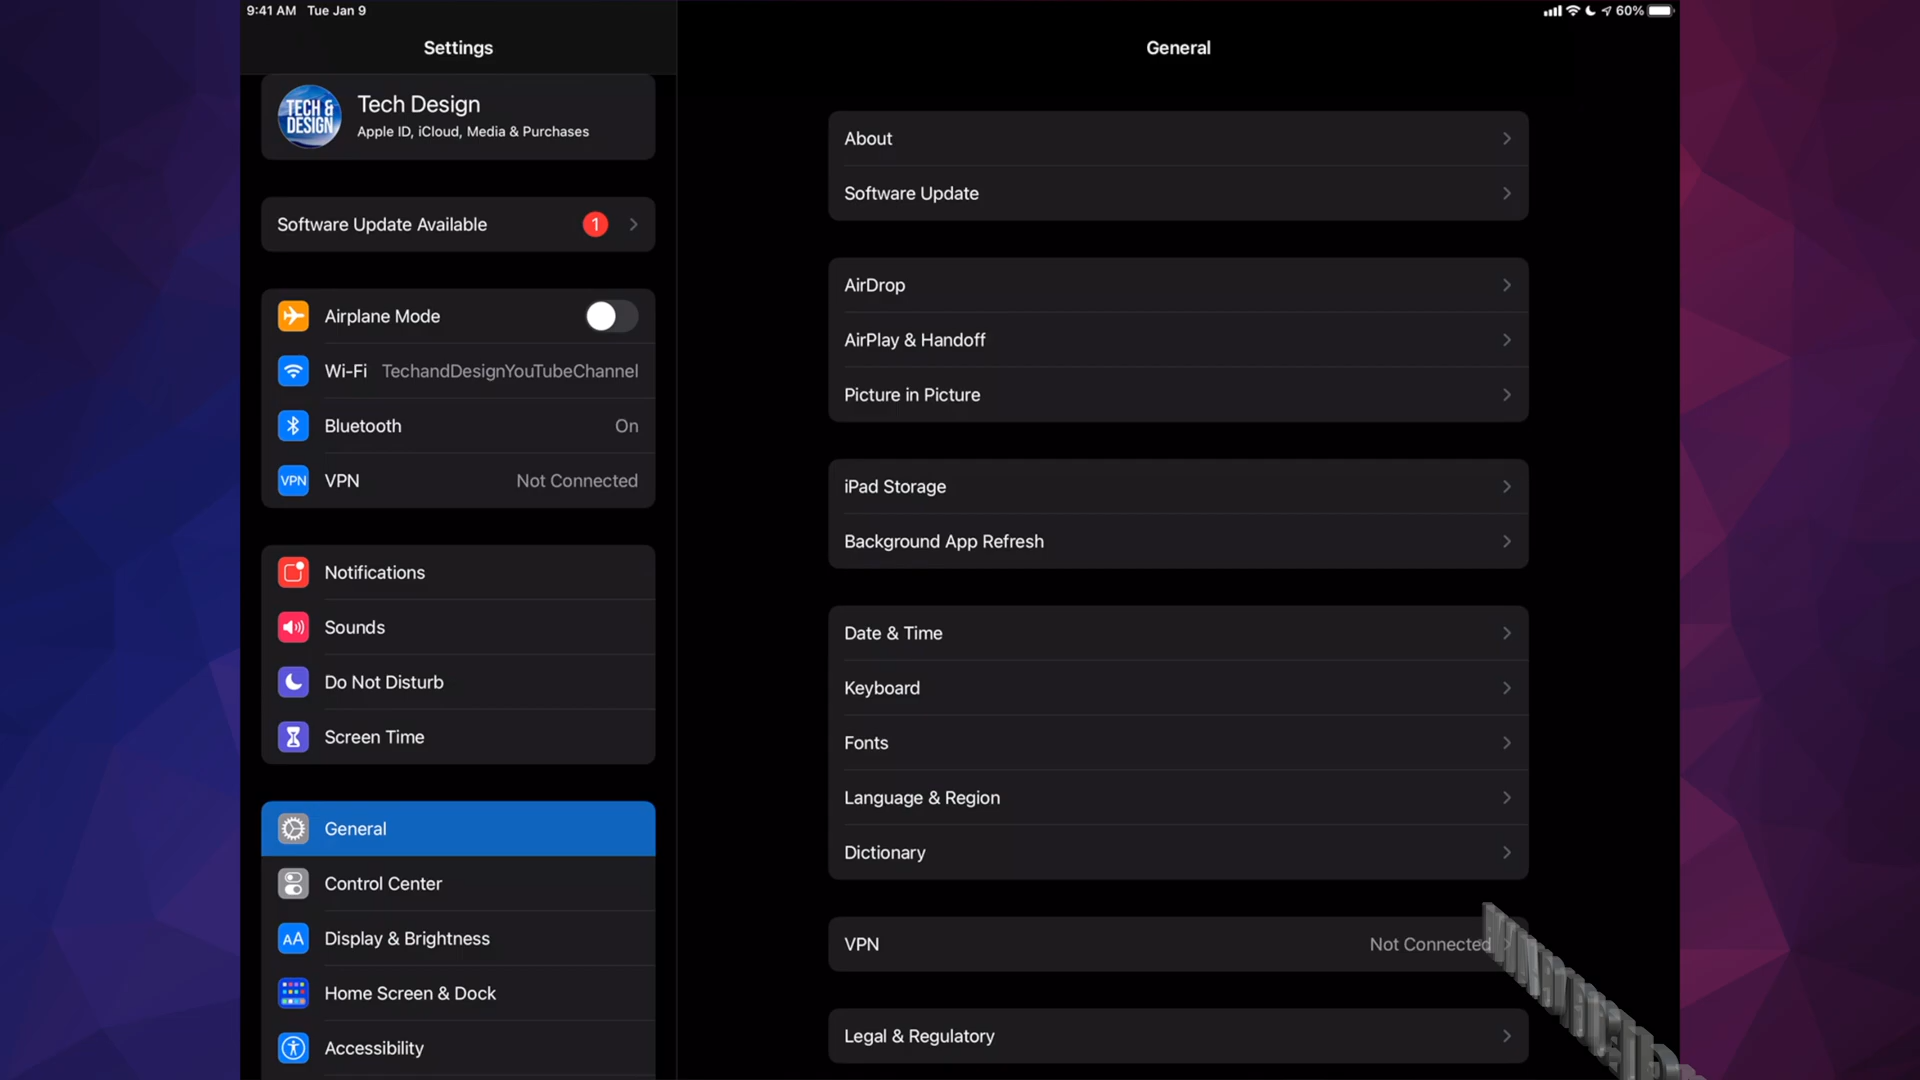 9:41 AM Tue Jan 9
60%
Settings
TECH &
DESIGN
Tech Design
Apple ID, iCloud, Media & Purchases
Software Update Available 1
Airplane Mode
Wi-Fi TechandDesignYouTubeChannel
Bluetooth On
VPN VPN Not Connected
Notifications
Sounds
Do Not Disturb
Screen Time
General
Control Center
AA Display & Brightness
Home Screen & Dock
Accessibility
General
About
Software Update
AirDrop
AirPlay & Handoff
Picture in Picture
iPad Storage
Background App Refresh
Date & Time
Keyboard
Fonts
Language & Region
Dictionary
VPN Not Connected
Legal & Regulatory